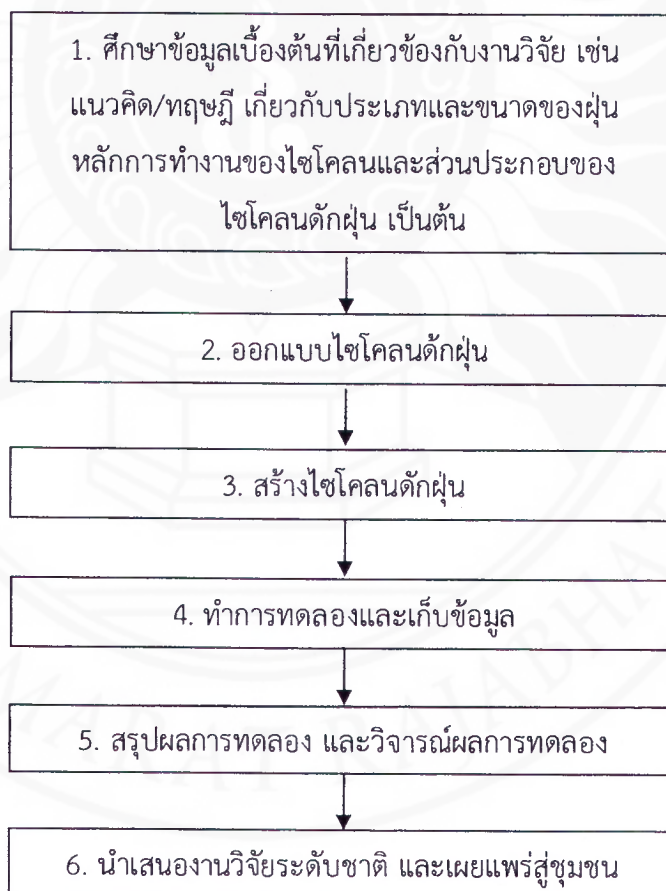 1. ศึกษาข้อมูลเบื้องต้นที่เกี่ยวข้องกับงานวิจัย เช่น
แนวคิด/ทฤษฎี เกี่ยวกับประเภทและขนาดของฝุ่น
หลักการทำงานของไซโคลนและส่วนประกอบของ
ไซโคลนดักฝุ่น เป็นต้น
2. ออกแบบไซโคลนดักฝุ่น
3. สร้างไซโคลนดักฝุ่น
4. ทำการทดลองและเก็บข้อมูล
5. สรุปผลการทดลอง และวิจารณ์ผลการทดลอง
6. นำเสนองานวิจัยระดับชาติ และเผยแพร่สู่ชุมชน